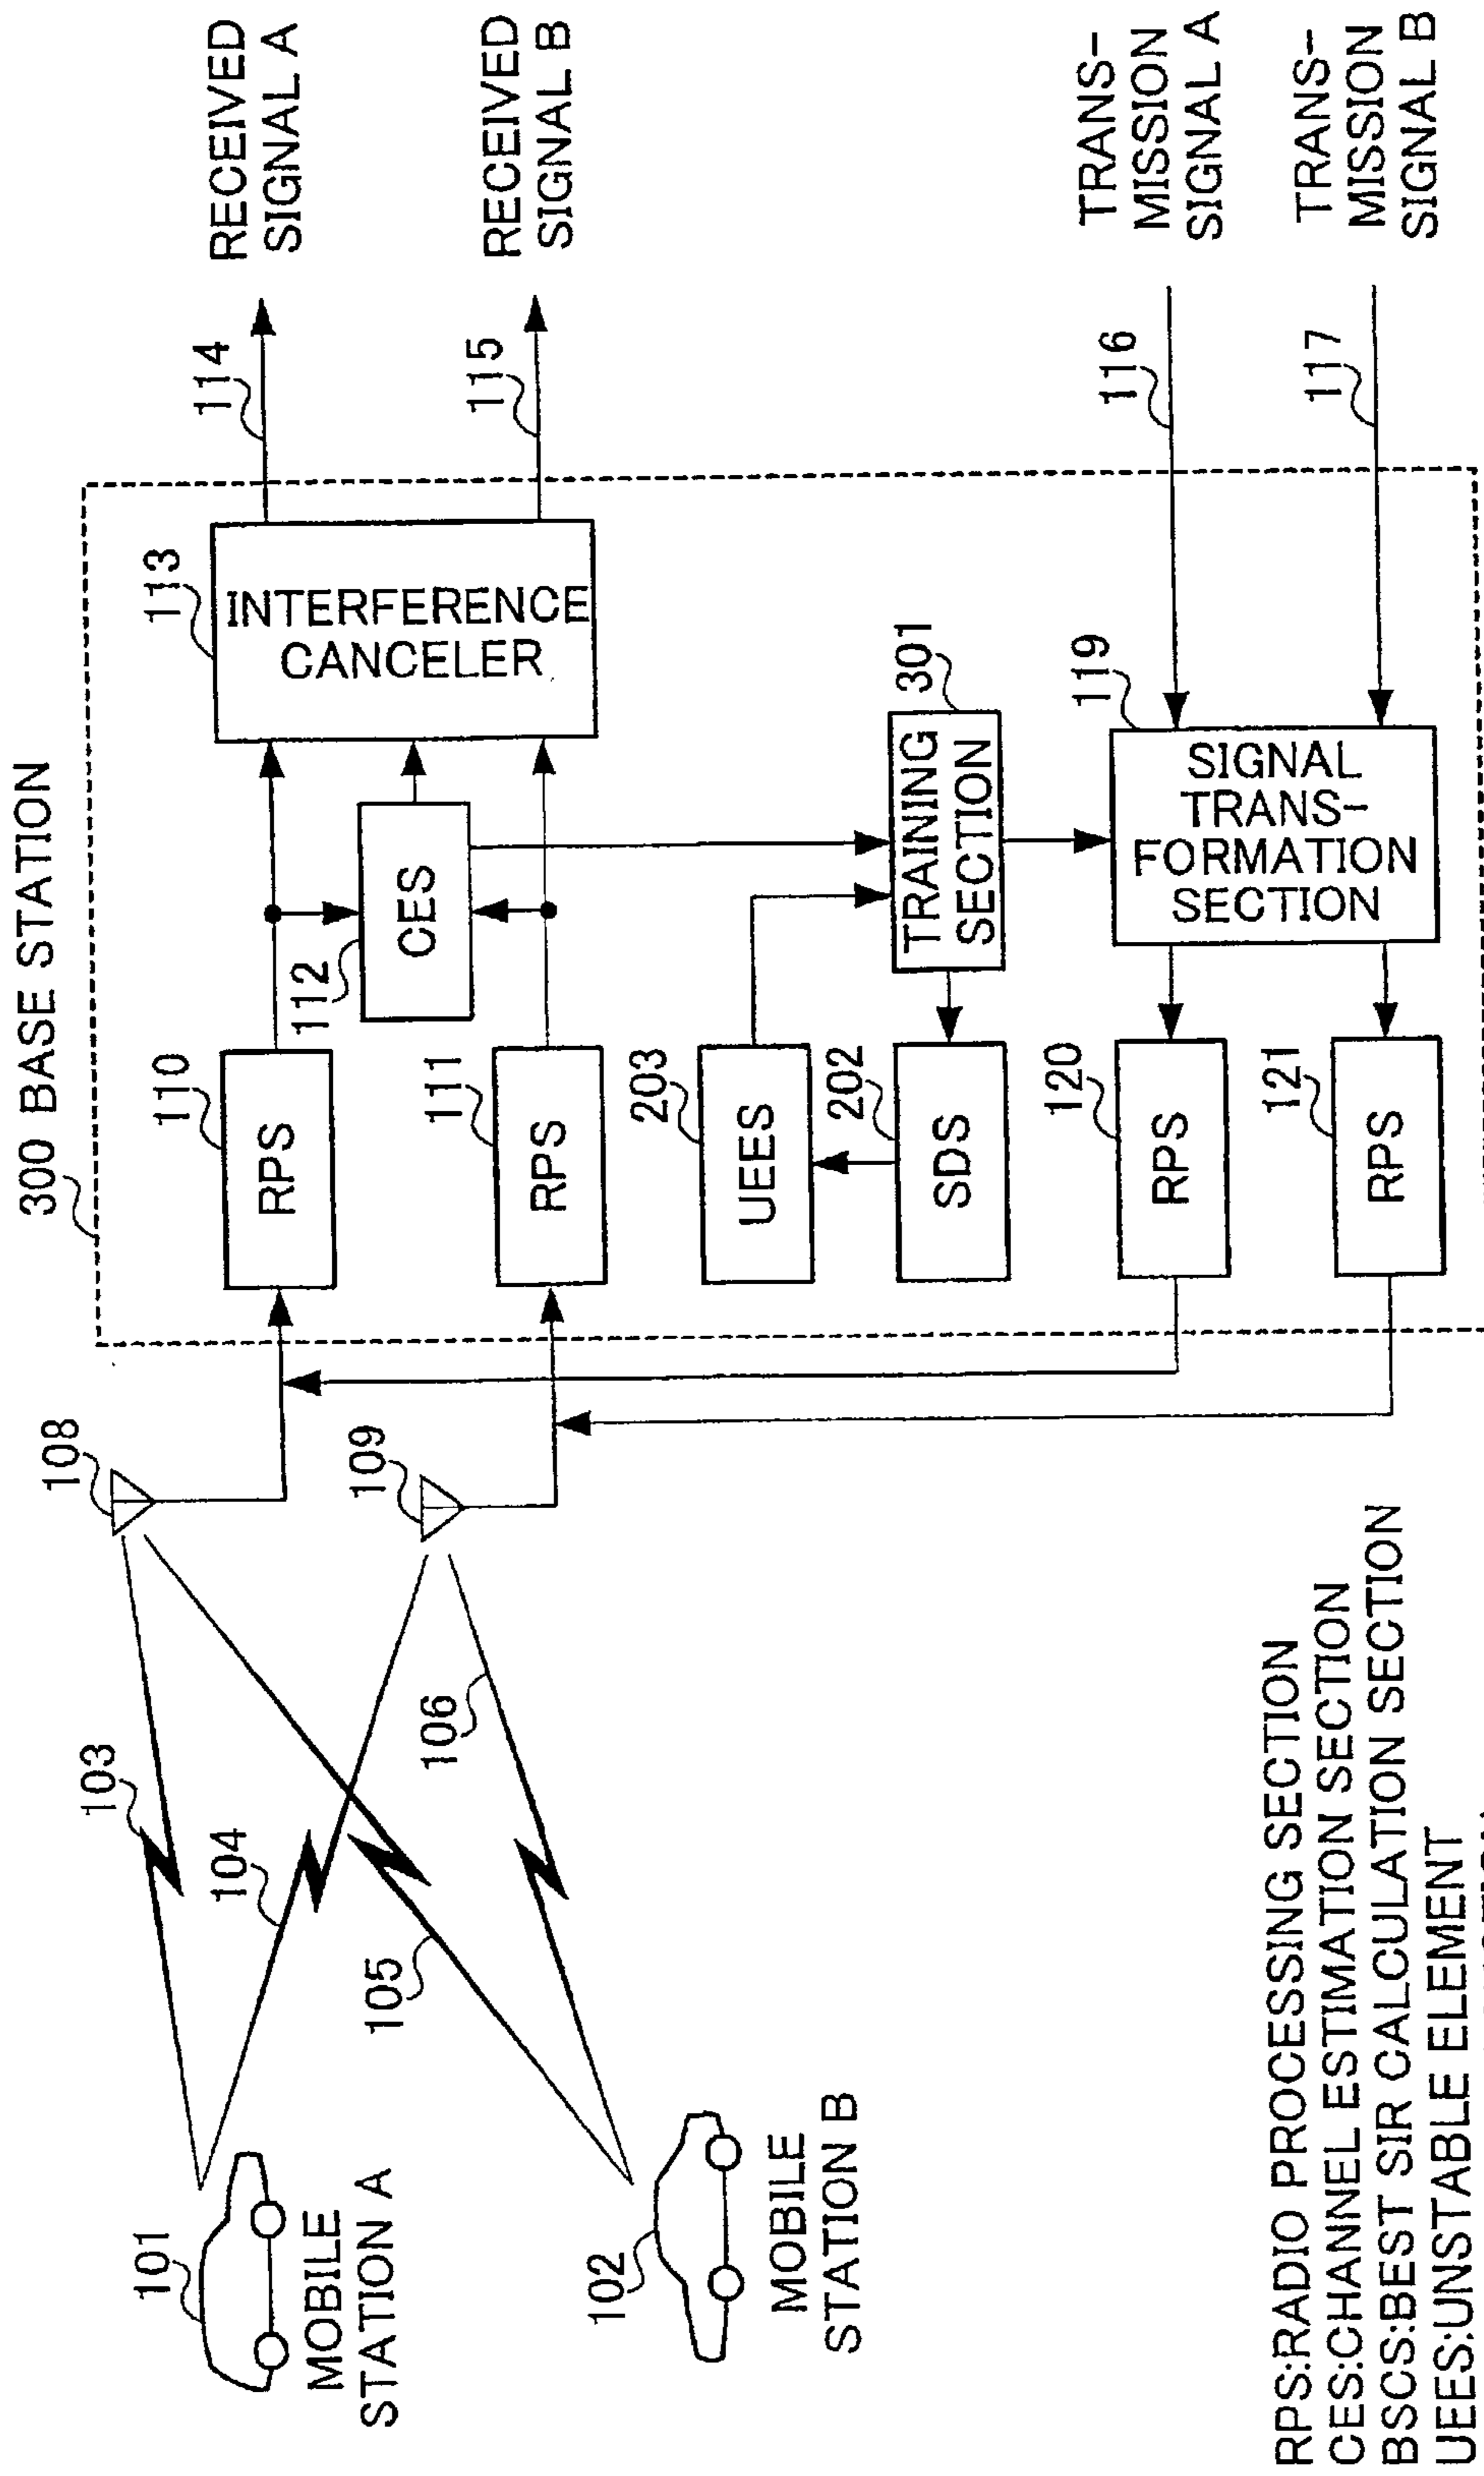 300 BASE STATION
RECEIVED
SIGNAL A
114
113
110
RPS
INTERFERENCE
CANCELER
RECEIVED
SIGNAL B
115
112
CES
111
RPS
108
109
103
104
105
106
101
MOBILE
STATION A
102
MOBILE
STATION B
203
UEES
202
SDS
301
TRAINING
SECTION
119
SIGNAL
TRANS-
FORMATION
SECTION
116
TRANS-
MISSION
SIGNAL A
117
TRANS-
MISSION
SIGNAL B
120
RPS
121
RPS
RPS:RADIO PROCESSING SECTION
CES:CHANNEL ESTIMATION SECTION
BSCS:BEST SIR CALCULATION SECTION
UEES:UNSTABLE ELEMENT